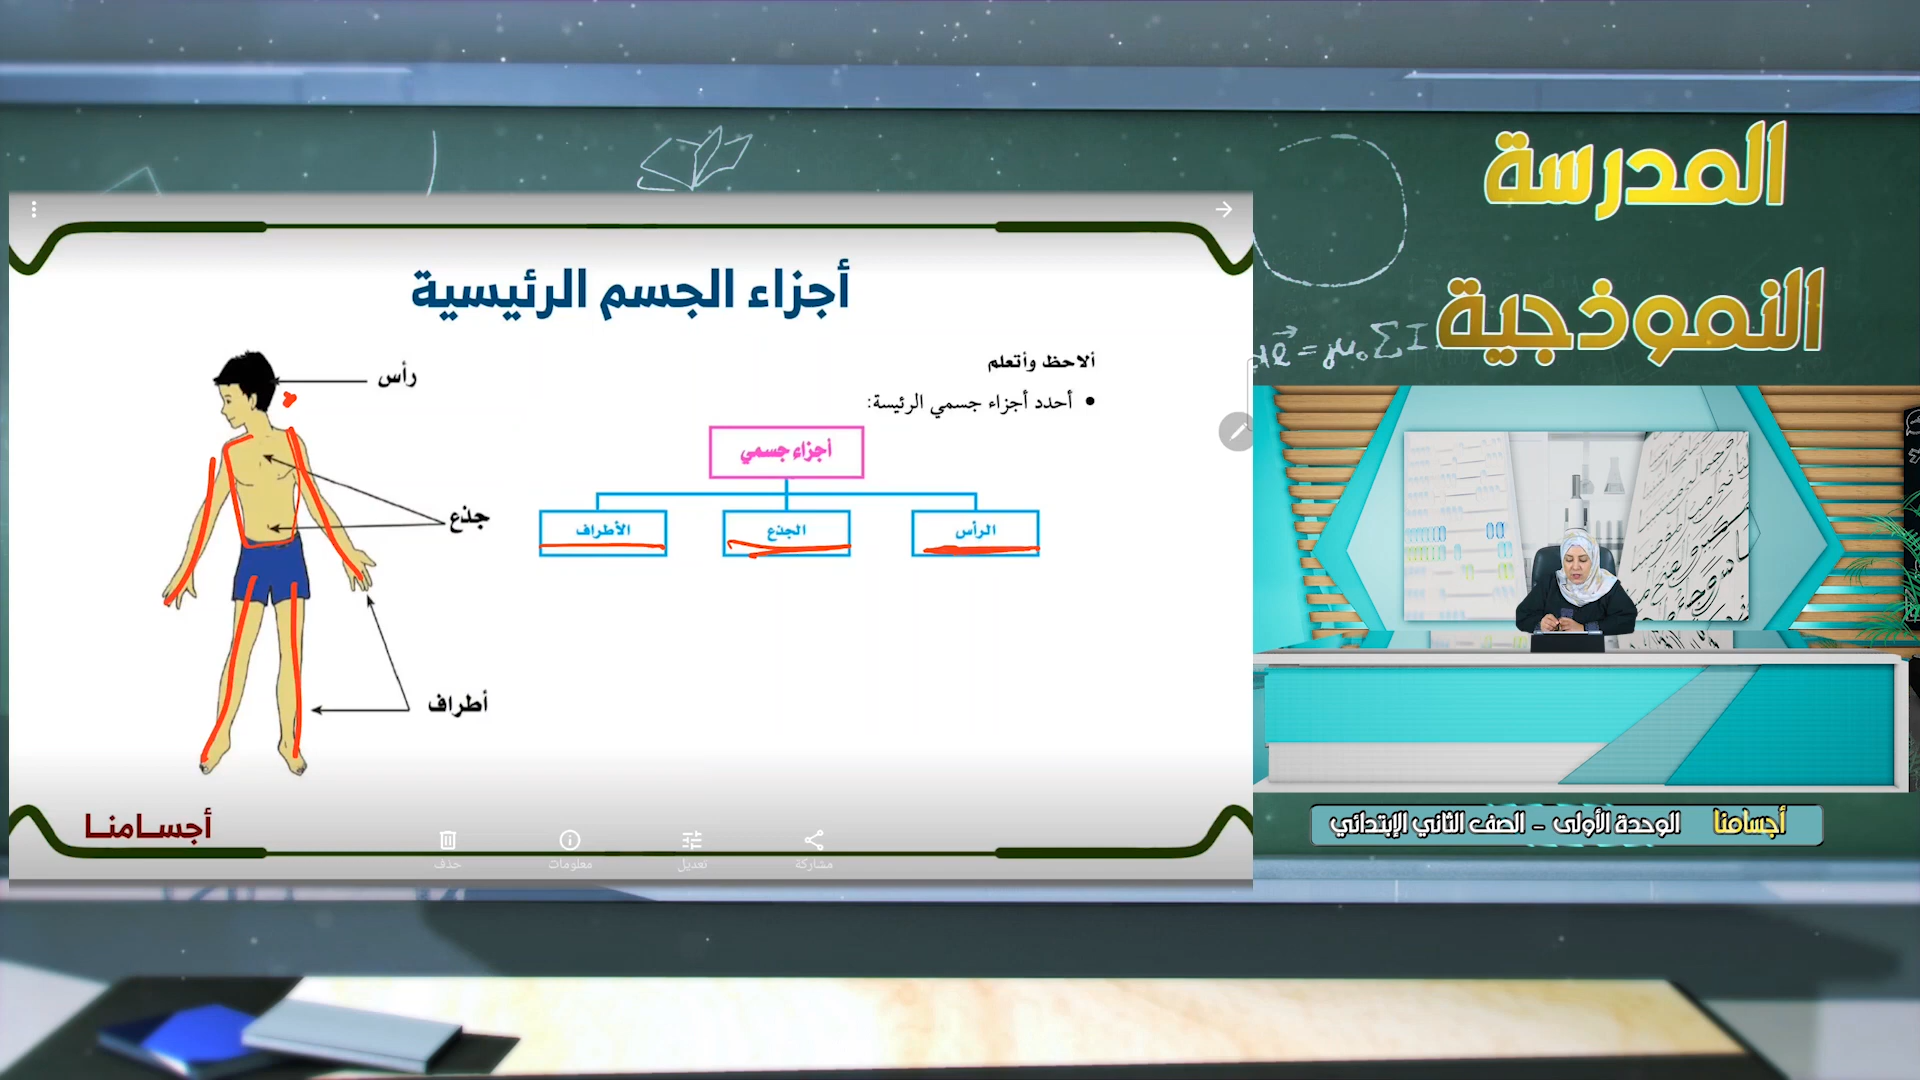 المدرسة
النموذجية
أجزاء الجسم الرئيسية
ألاحظ وأتعلم
• أحدد أجزاء جسمي الرئيسة:
أجزاء جسمي
الرأس
الجذع
الأطراف
رأس
جذع
أطراف
أجسامنا
مشاركة
تعديل
معلومات
حذف
أجسامنا الوحدة الأولى - الصف الثاني الإبتدائي